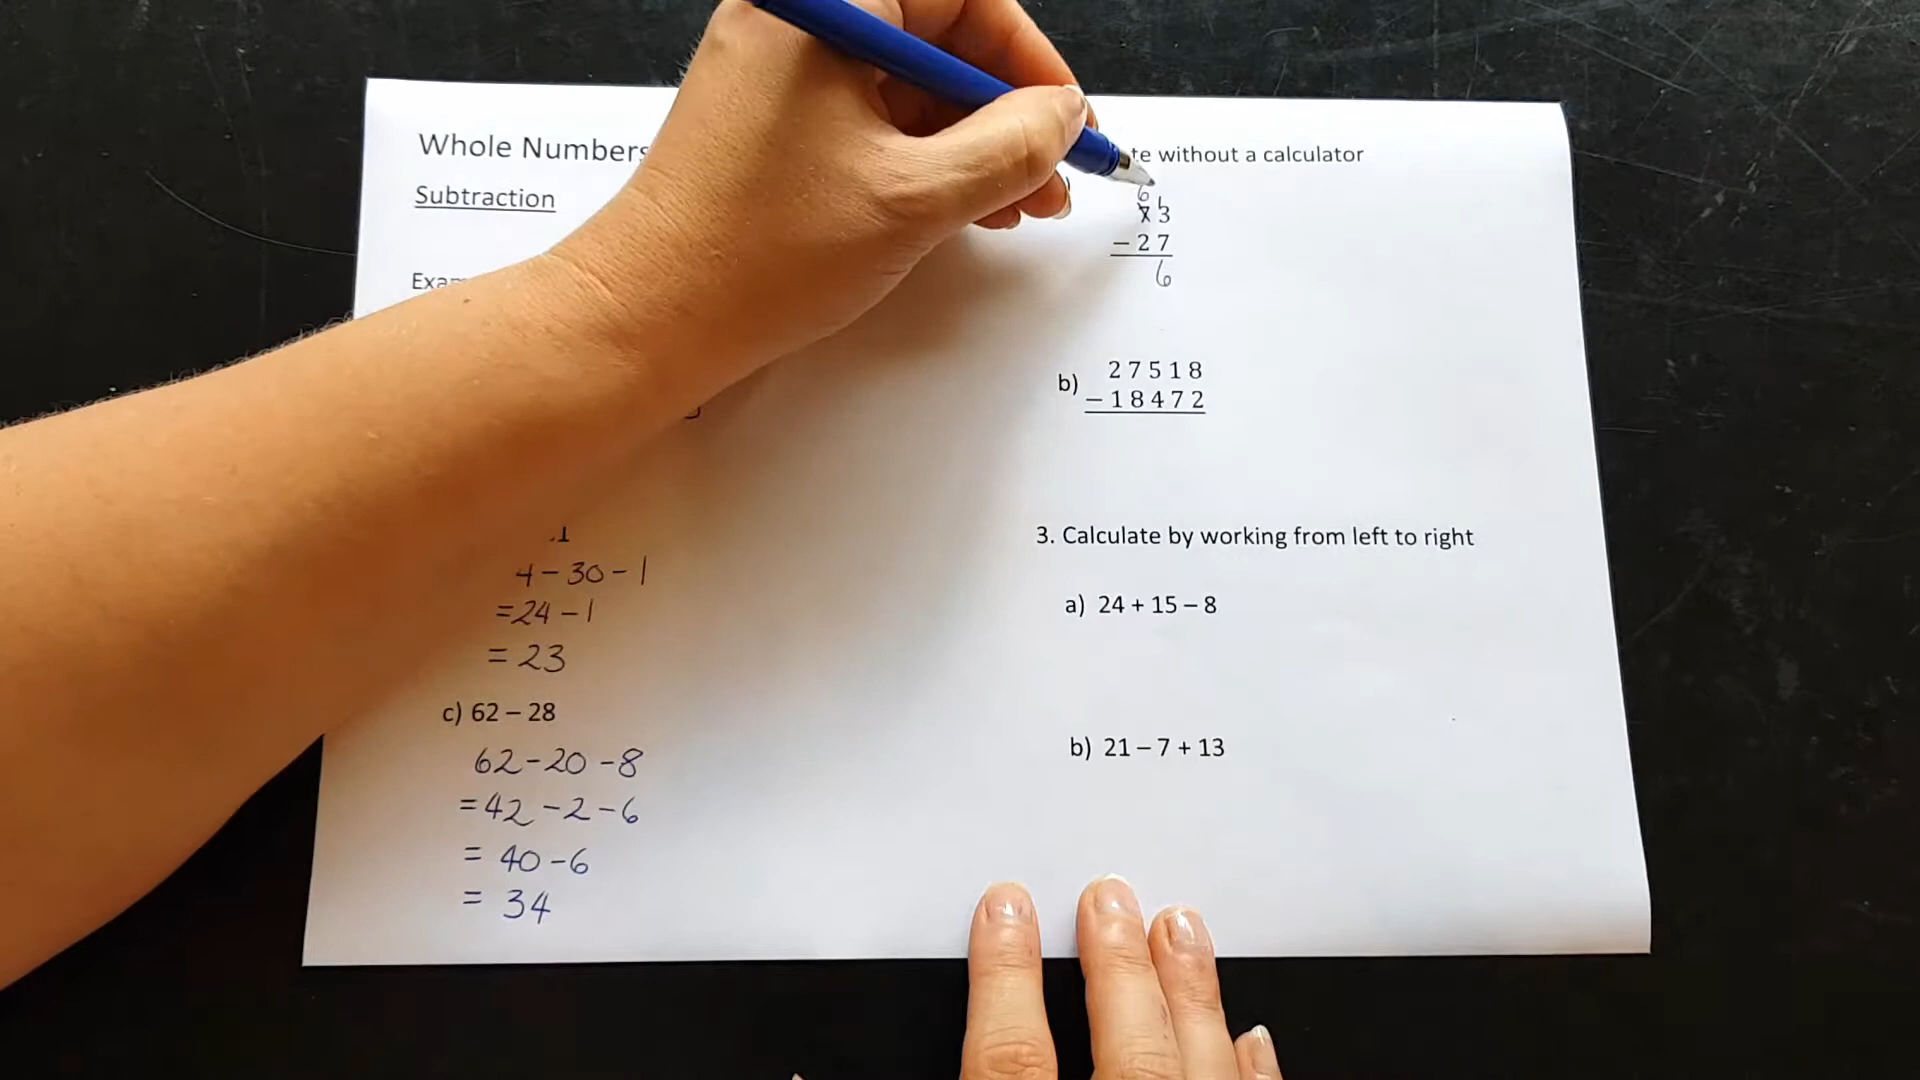 Whole Numbers
Subtraction
4 – 30 – 1
= 24 – 1
= 23
c) 62 – 28
62 – 20 – 8
= 42 – 2 – 6
= 40 – 6
= 34
without a calculator
6 1
7 3
– 2 7
6
b) 2 7 5 1 8
– 1 8 4 7 2
3. Calculate by working from left to right
a) 24 + 15 – 8
b) 21 – 7 + 13